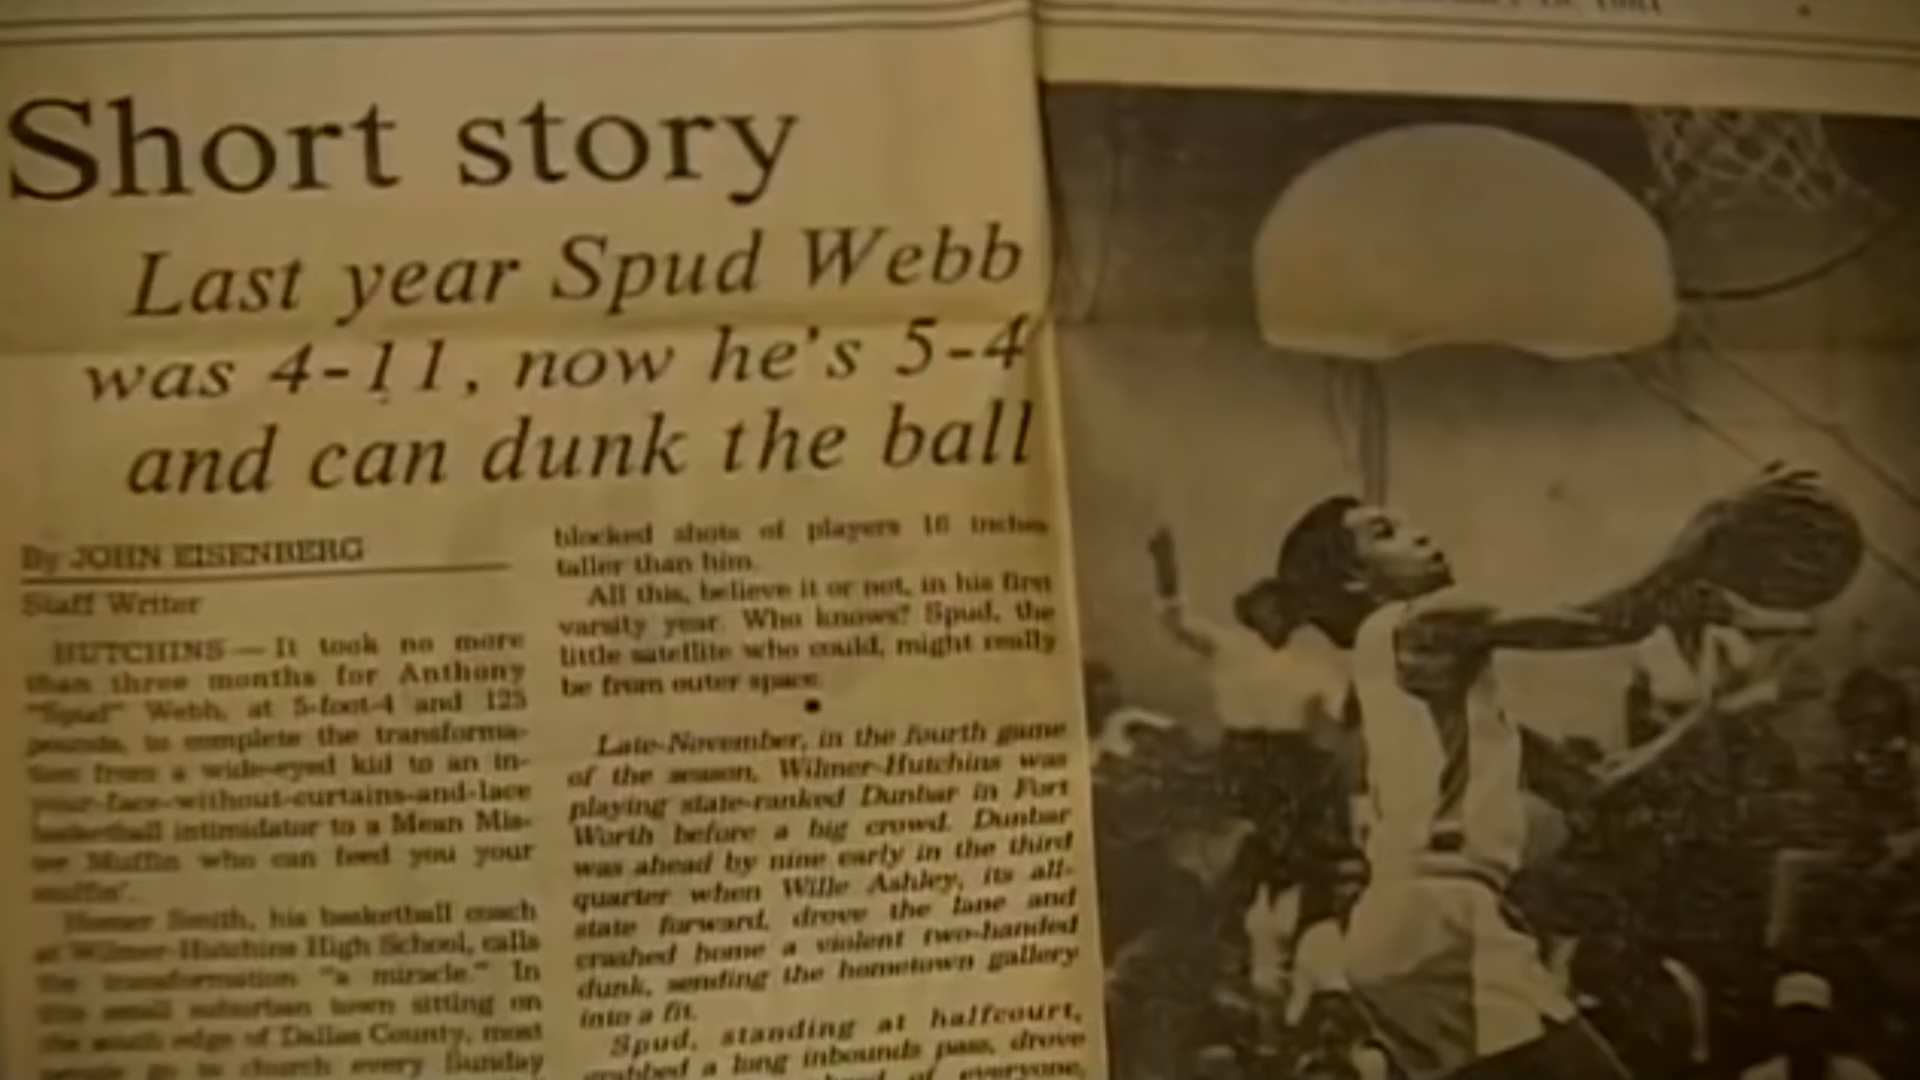 Short story
Last year Spud Webb
was 4-11, now he's 5-4
and can dunk the ball
By JOHN EISENBERG
Staff Writer
HUTCHINS — It took no more
than three months for Anthony
"Spud" Webb, at 5-foot-4 and 125
pounds, to complete the transforma-
tion from a wide-eyed kid to an in-
your-face-without-curtains-and-lace
basketball intimidator to a Mean Mis-
ter Muffin who can feed you your
muffin'.
Homer Smith, his basketball coach
at Wilmer-Hutchins High School, calls
the transformation "a miracle." In
this small suburban town sitting on
the south edge of Dallas County, most
people go to church every Sunday
blocked shots of players 16 inches
taller than him.
All this, believe it or not, in his first
varsity year. Who knows? Spud, the
little satellite who could, might really
be from outer space.
Late-November, in the fourth game
of the season, Wilmer-Hutchins was
playing state-ranked Dunbar in Fort
Worth before a big crowd. Dunbar
was ahead by nine early in the third
quarter when Wille Ashley, its all-
state forward, drove the lane and
crashed home a violent two-handed
dunk, sending the hometown gallery
into a fit.
Spud, standing at halfcourt,
grabbed a long inbounds pass, drove
of everyone,